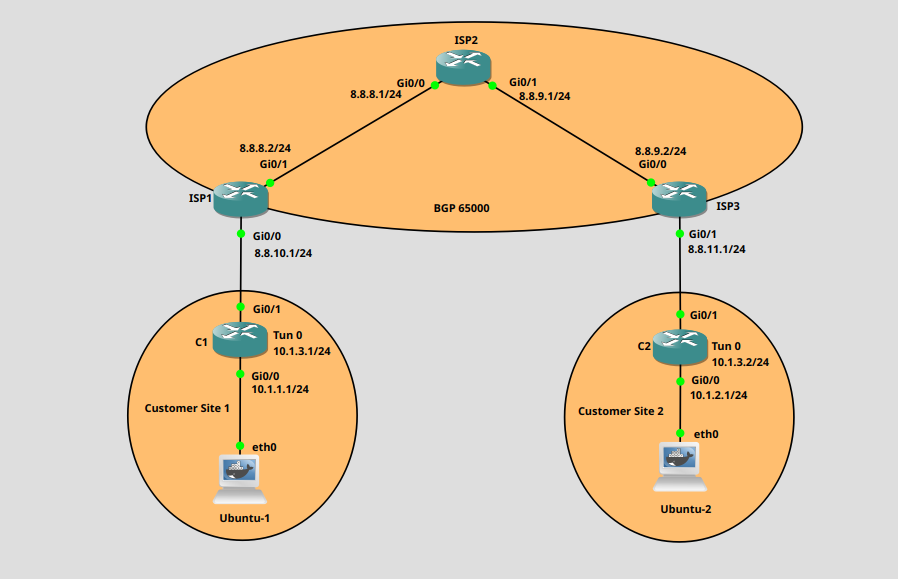 ISP2
Gi0/0
Gi0/1
8.8.8.1/24
8.8.9.1/24
8.8.8.2/24
Gi0/1
8.8.9.2/24
Gi0/0
ISP1
BGP 65000
ISP3
Gi0/0
8.8.10.1/24
Gi0/1
8.8.11.1/24
Gi0/1
C1
Tun 0
10.1.3.1/24
Gi0/0
10.1.1.1/24
Customer Site 1
eth0
Ubuntu-1
Gi0/1
C2
Tun 0
10.1.3.2/24
Gi0/0
10.1.2.1/24
Customer Site 2
eth0
Ubuntu-2